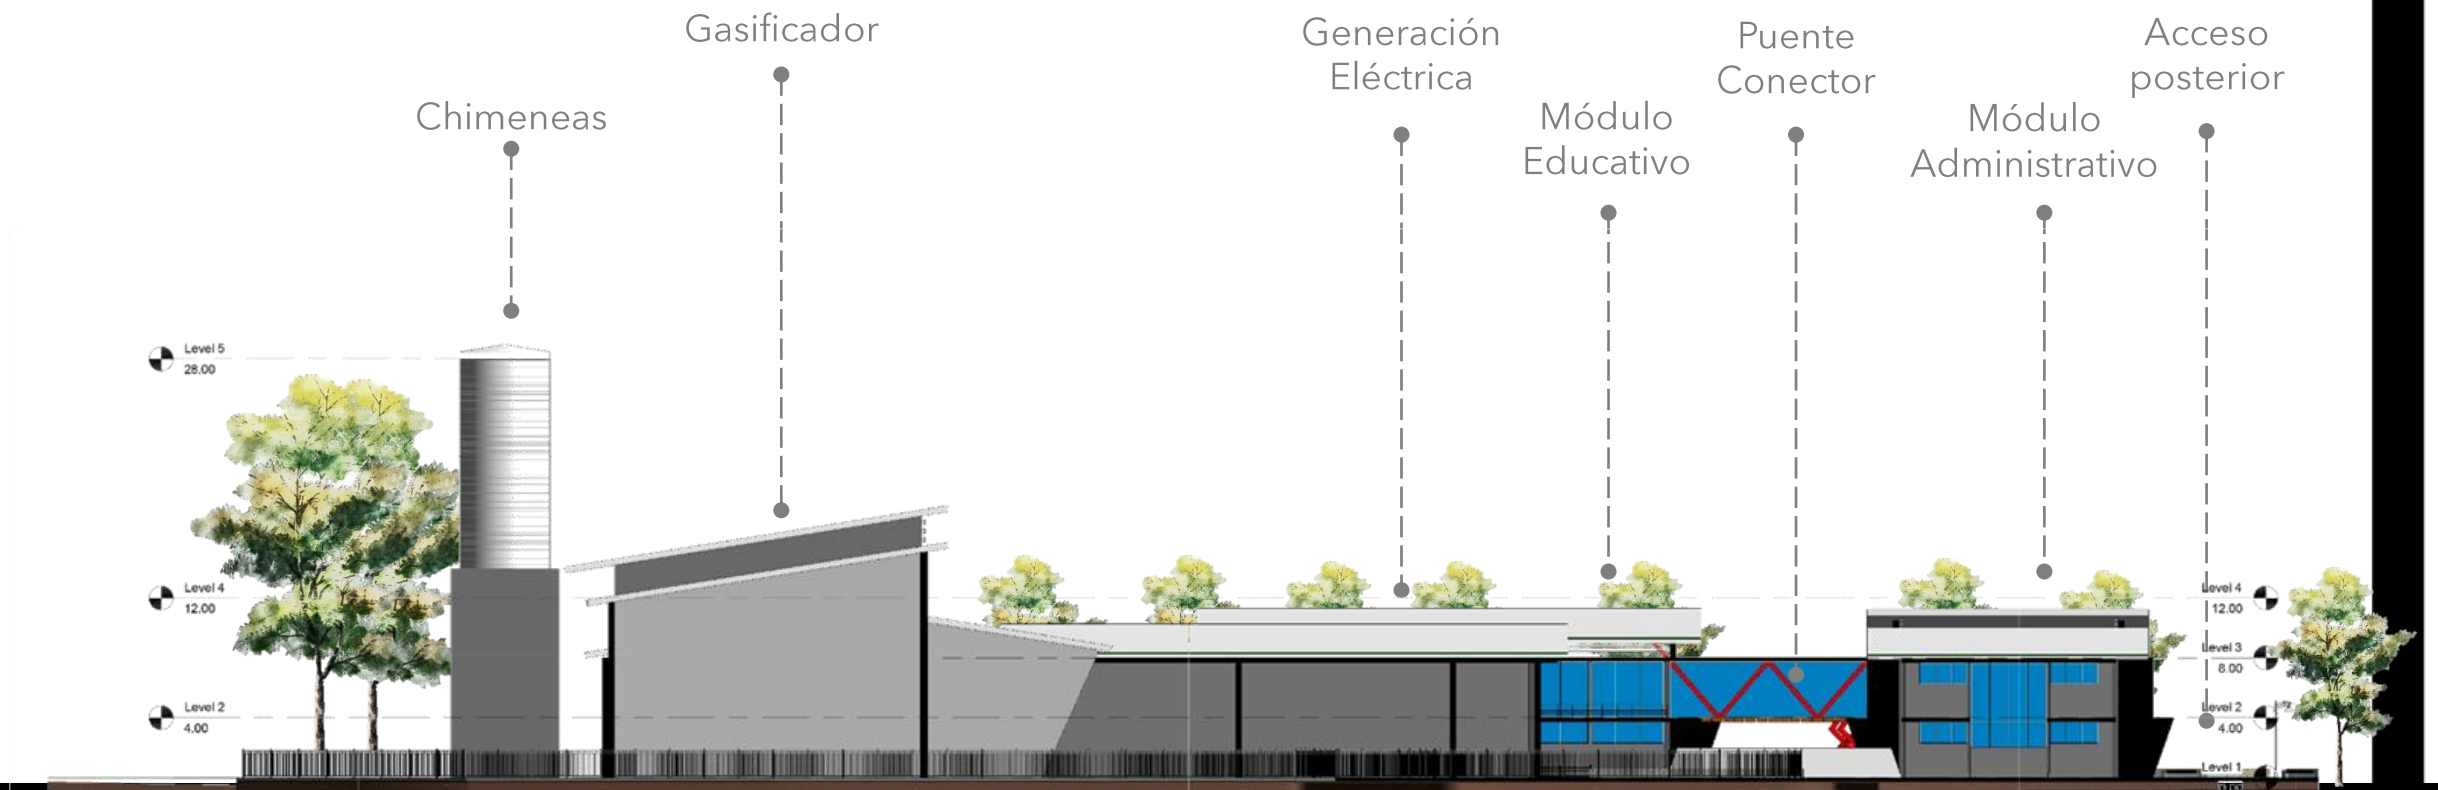 Gasificador
Generación
Eléctrica
Puente
Conector
Acceso
posterior
Chimeneas
Módulo
Educativo
Módulo
Administrativo
Level 5
28.00
Level 4
12.00
Level 2
4.00
Level 4
12.00
Level 3
8.00
Level 2
4.00
Level 1